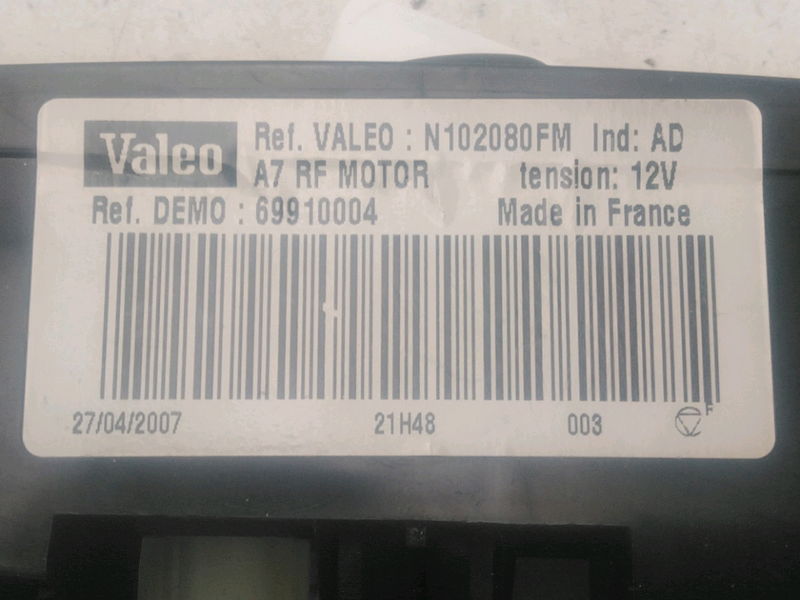 Valeo Ref. VALEO : N102080FM Ind: AD
A7 RF MOTOR tension: 12V
Ref. DEMO : 69910004 Made in France
27/04/2007 21H48 003 F